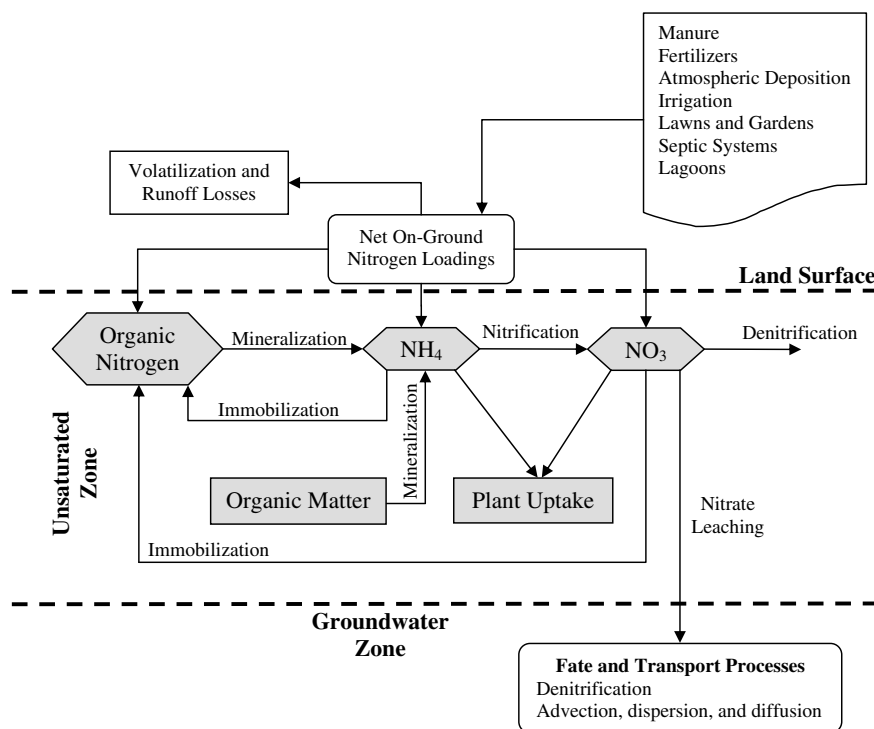 Manure
Fertilizers
Atmospheric Deposition
Irrigation
Lawns and Gardens
Septic Systems
Lagoons
Volatilization and
Runoff Losses
Net On-Ground
Nitrogen Loadings
Land Surface
Organic
Nitrogen
Mineralization
NH₄
Nitrification
NO₃
Denitrification
Immobilization
Mineralization
Unsaturated
Zone
Organic Matter
Plant Uptake
Nitrate
Leaching
Immobilization
Groundwater
Zone
Fate and Transport Processes
Denitrification
Advection, dispersion, and diffusion